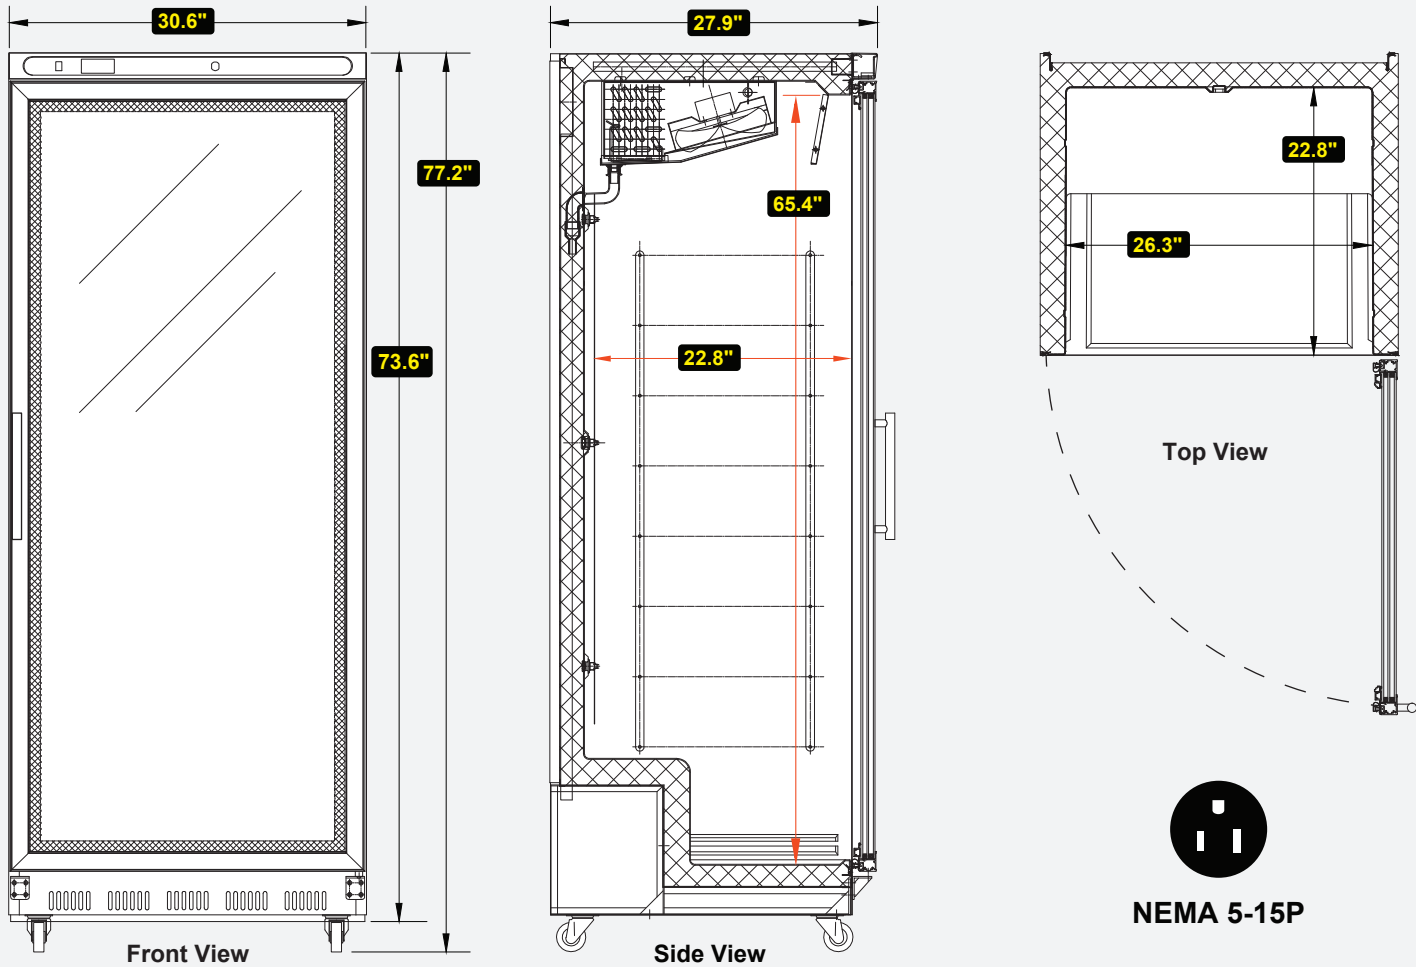 30.6"
27.9"
77.2"
73.6"
65.4"
22.8"
22.8"
26.3"
Top View
NEMA 5-15P
Front View
Side View